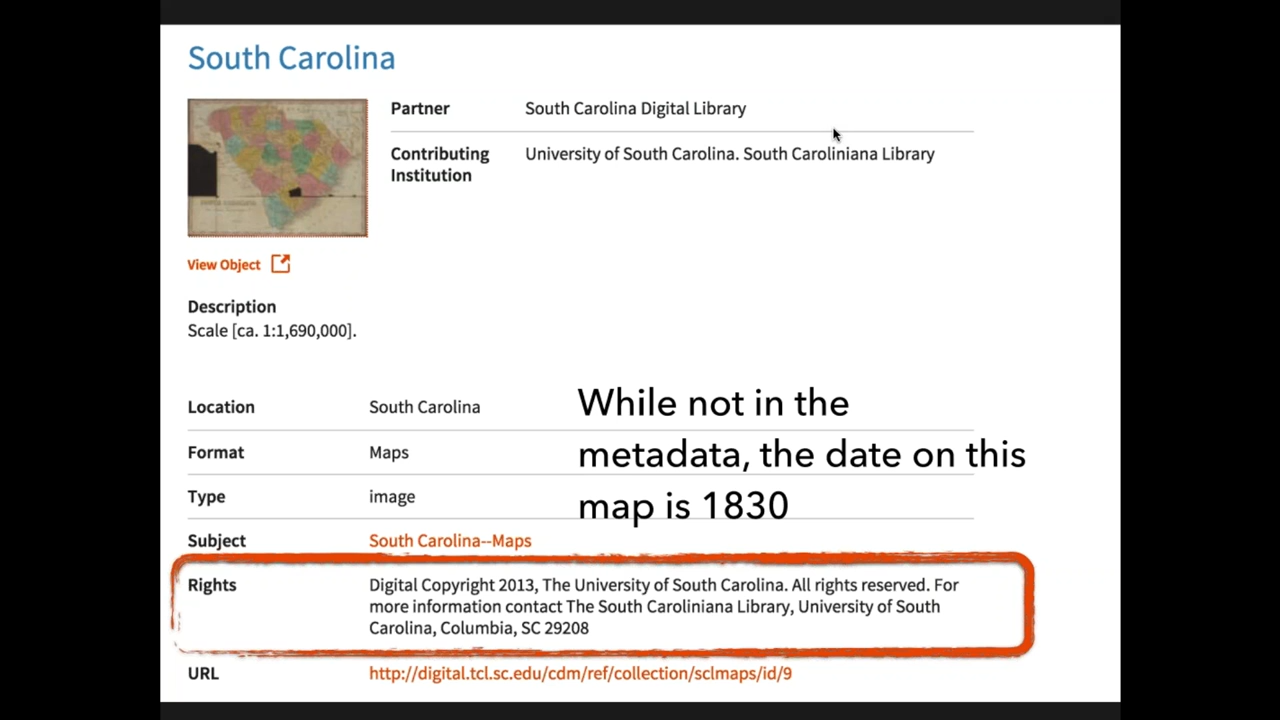 South Carolina
Partner South Carolina Digital Library
Contributing Institution University of South Carolina. South Caroliniana Library
View Object
Description
Scale [ca. 1:1,690,000].
Location South Carolina
Format Maps
Type image
While not in the
metadata, the date on this
map is 1830
Subject South Carolina--Maps
Rights Digital Copyright 2013, The University of South Carolina. All rights reserved. For
more information contact The South Caroliniana Library, University of South
Carolina, Columbia, SC 29208
URL http://digital.tcl.sc.edu/cdm/ref/collection/sclmaps/id/9